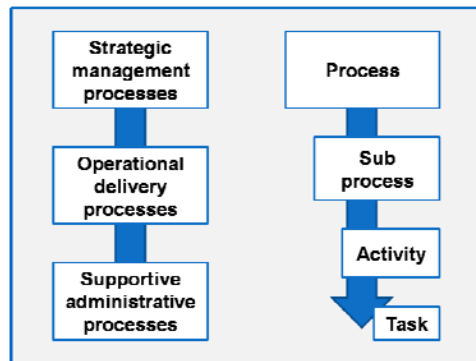 Strategic
management
processes
Operational
delivery
processes
Supportive
administrative
processes
Process
Sub
process
Activity
Task